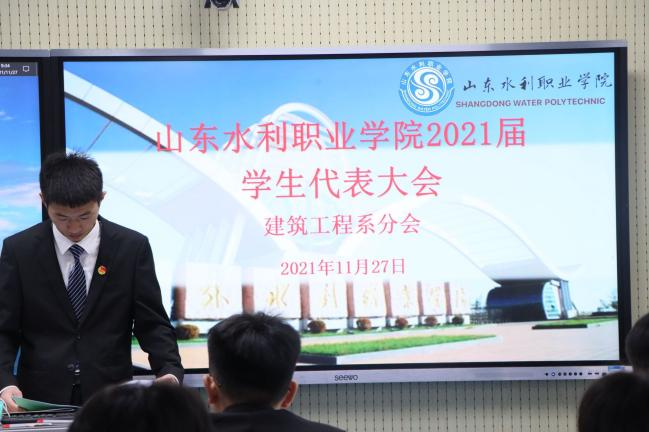 9:04
山东水利职业学院
SHANGDONG WATER POLYTECHNIC
山东水利职业学院2021届
学生代表大会
建筑工程系分会
2021年11月27日
seewo